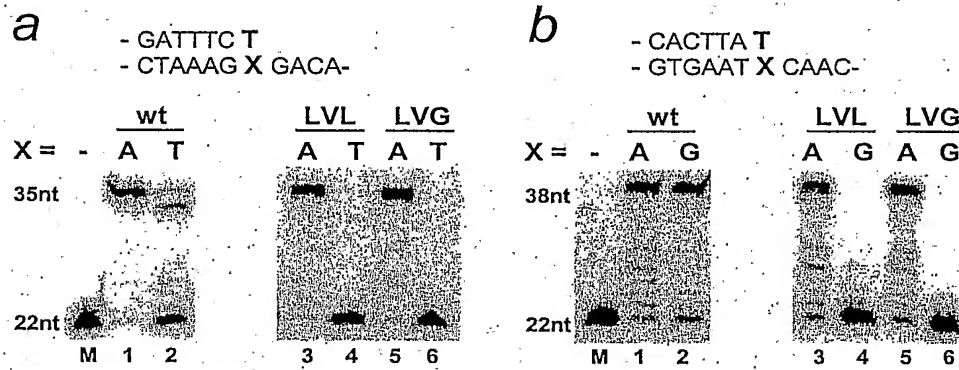 a
- GATTTC T
- CTAAAG X GACA-
wt LVL LVG
X = - A T A T A T
35nt
22nt
M 1 2 3 4 5 6
b
- CACTTA T
- GTGAAT X CAAC-
wt LVL LVG
X = - A G A G A G
38nt
22nt
M 1 2 3 4 5 6